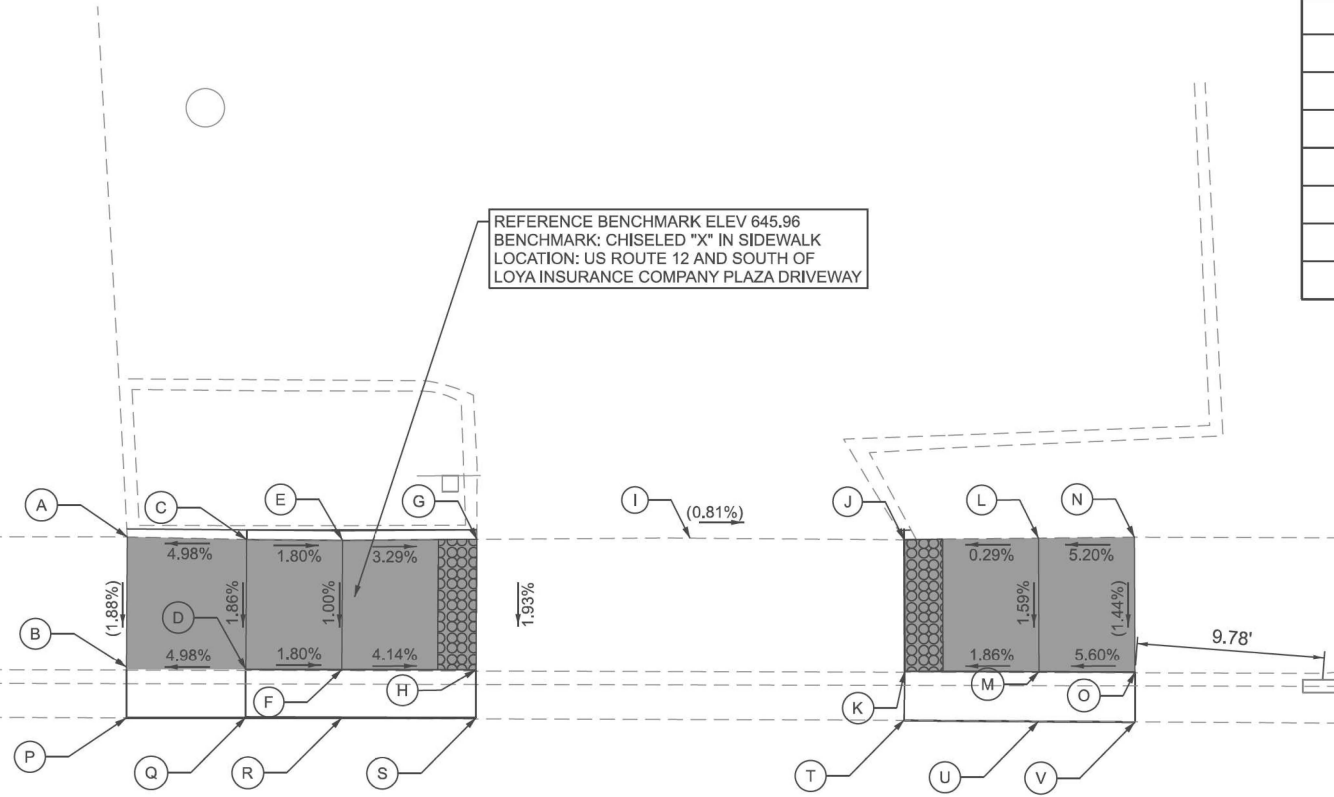 REFERENCE BENCHMARK ELEV 645.96
BENCHMARK: CHISELED "X" IN SIDEWALK
LOCATION: US ROUTE 12 AND SOUTH OF
LOYA INSURANCE COMPANY PLAZA DRIVEWAY
A
C
E
G
I
(0.81%)
J
L
N
4.98%
1.80%
3.29%
0.29%
5.20%
(1.88%)
1.86%
1.00%
1.93%
1.59%
(1.44%)
B
D
9.78'
4.98%
1.80%
4.14%
1.86%
5.60%
F
H
K
M
O
P
Q
R
S
T
U
V